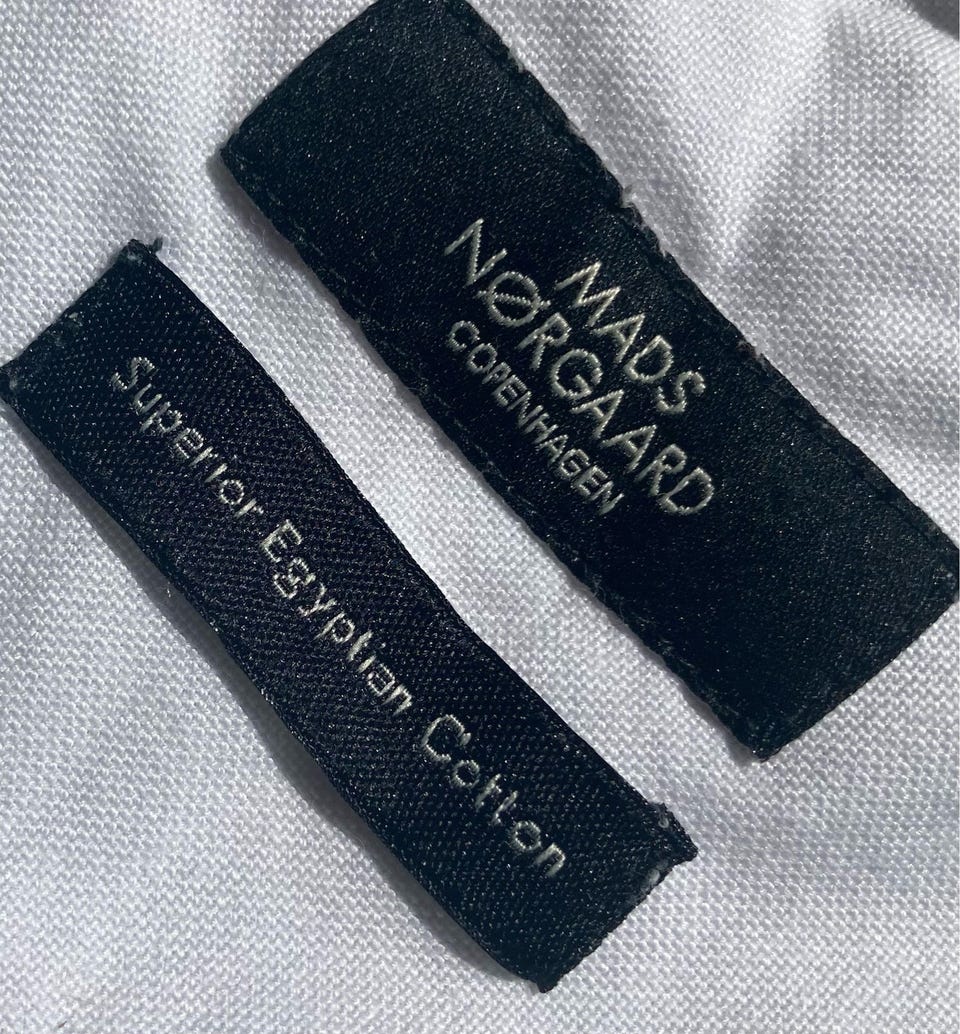 MADS
NØRGAARD
COPENHAGEN
Superior Egyptian Cotton